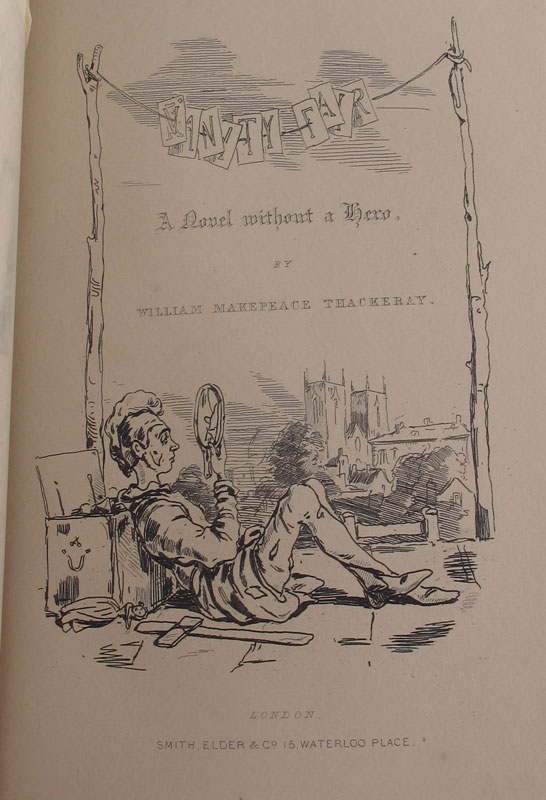 VANITY FAIR
A Novel without a Hero.
BY
WILLIAM MAKEPEACE THACKERAY.
LONDON.
SMITH, ELDER & Co 15, WATERLOO PLACE.